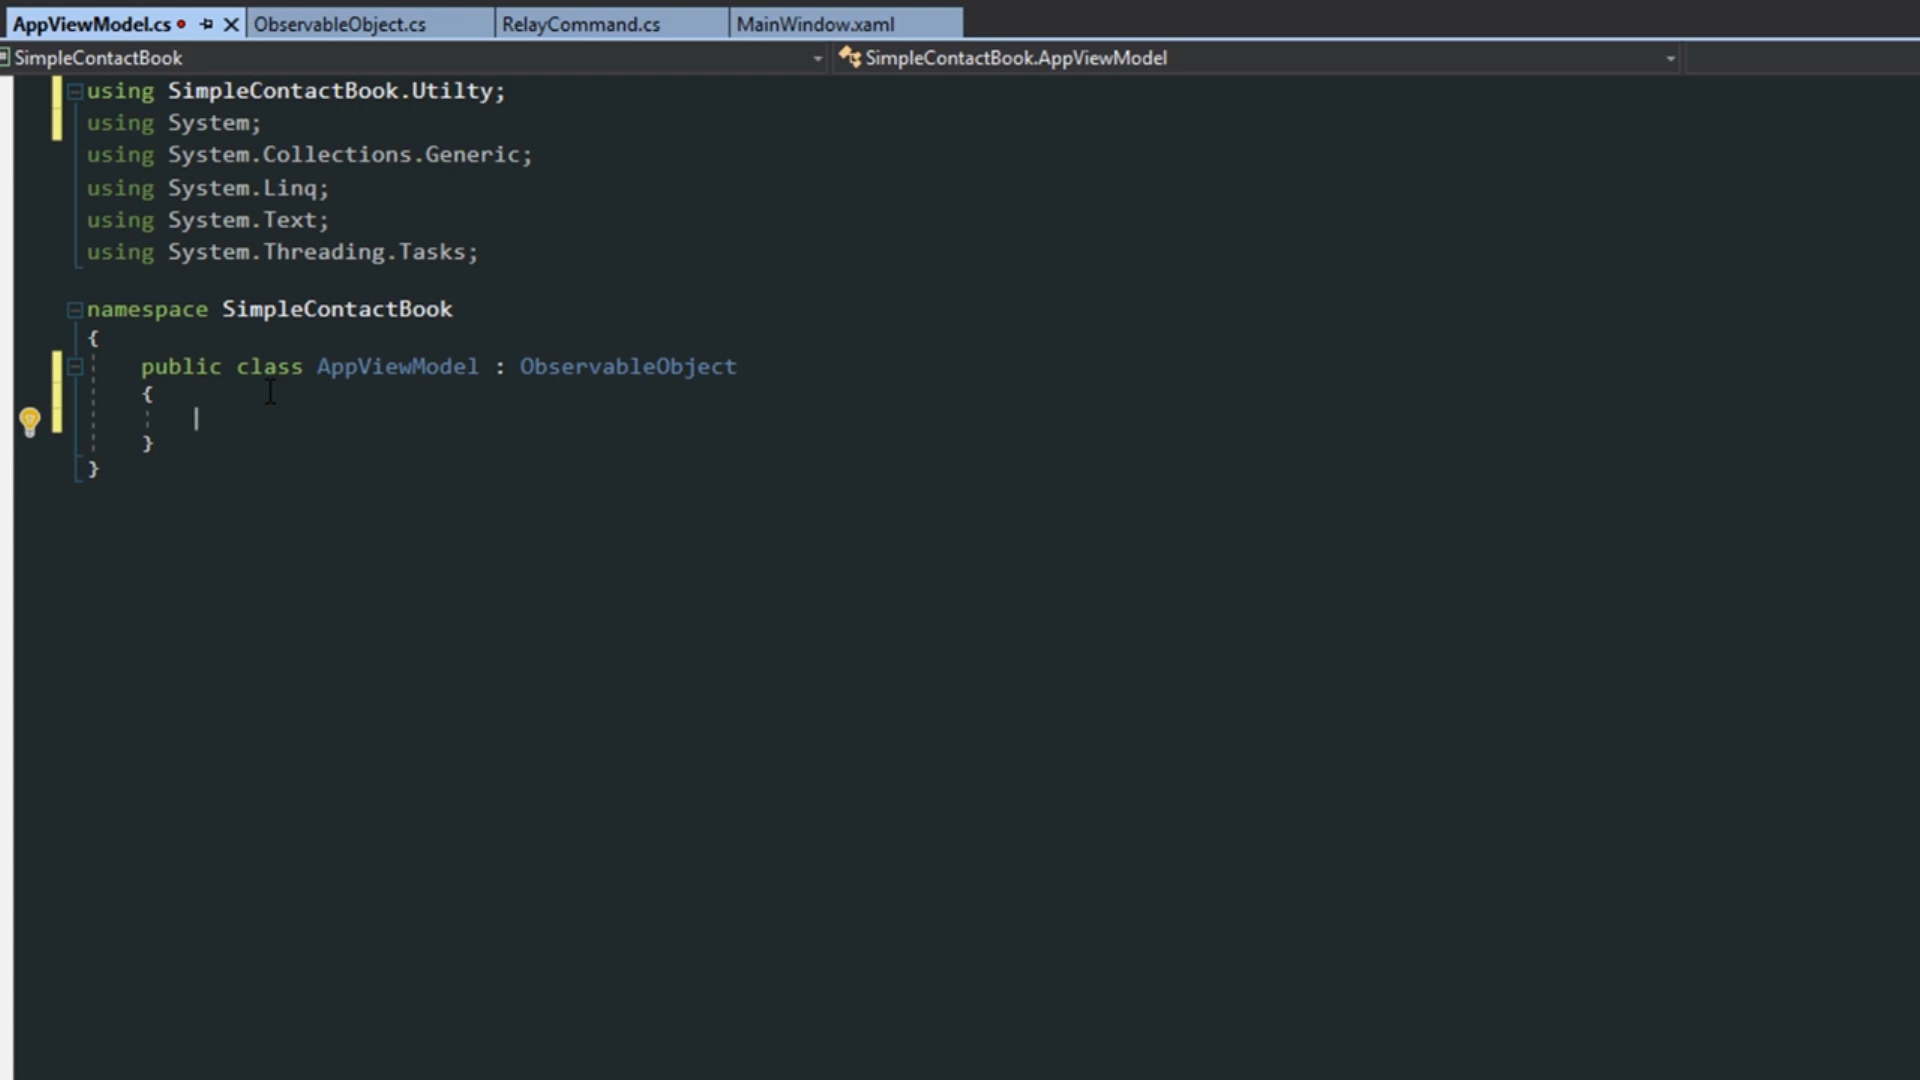 AppViewModel.cs ObservableObject.cs RelayCommand.cs MainWindow.xaml
SimpleContactBook SimpleContactBook.AppViewModel
using SimpleContactBook.Utilty;
using System;
using System.Collections.Generic;
using System.Linq;
using System.Text;
using System.Threading.Tasks;
namespace SimpleContactBook
{
public class AppViewModel : ObservableObject
{
}
}